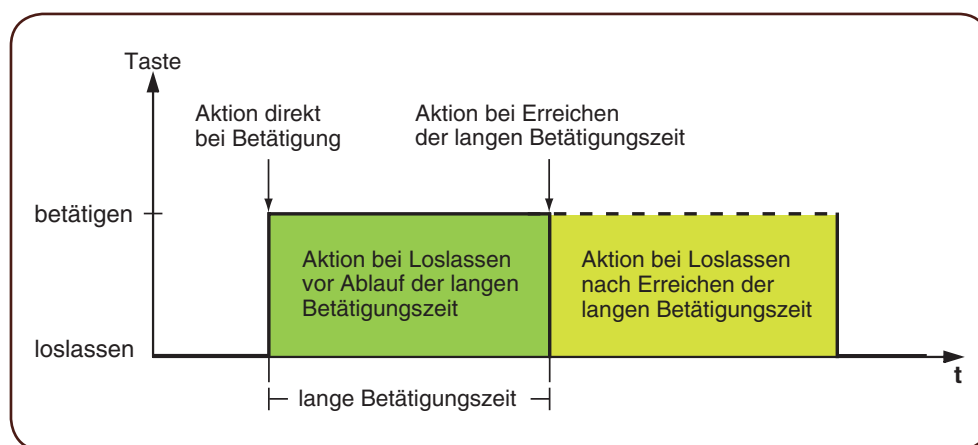 Taste
Aktion direkt
bei Betätigung
Aktion bei Erreichen
der langen Betätigungszeit
betätigen
Aktion bei Loslassen
vor Ablauf der langen
Betätigungszeit
Aktion bei Loslassen
nach Erreichen der
langen Betätigungszeit
loslassen
t
lange Betätigungszeit